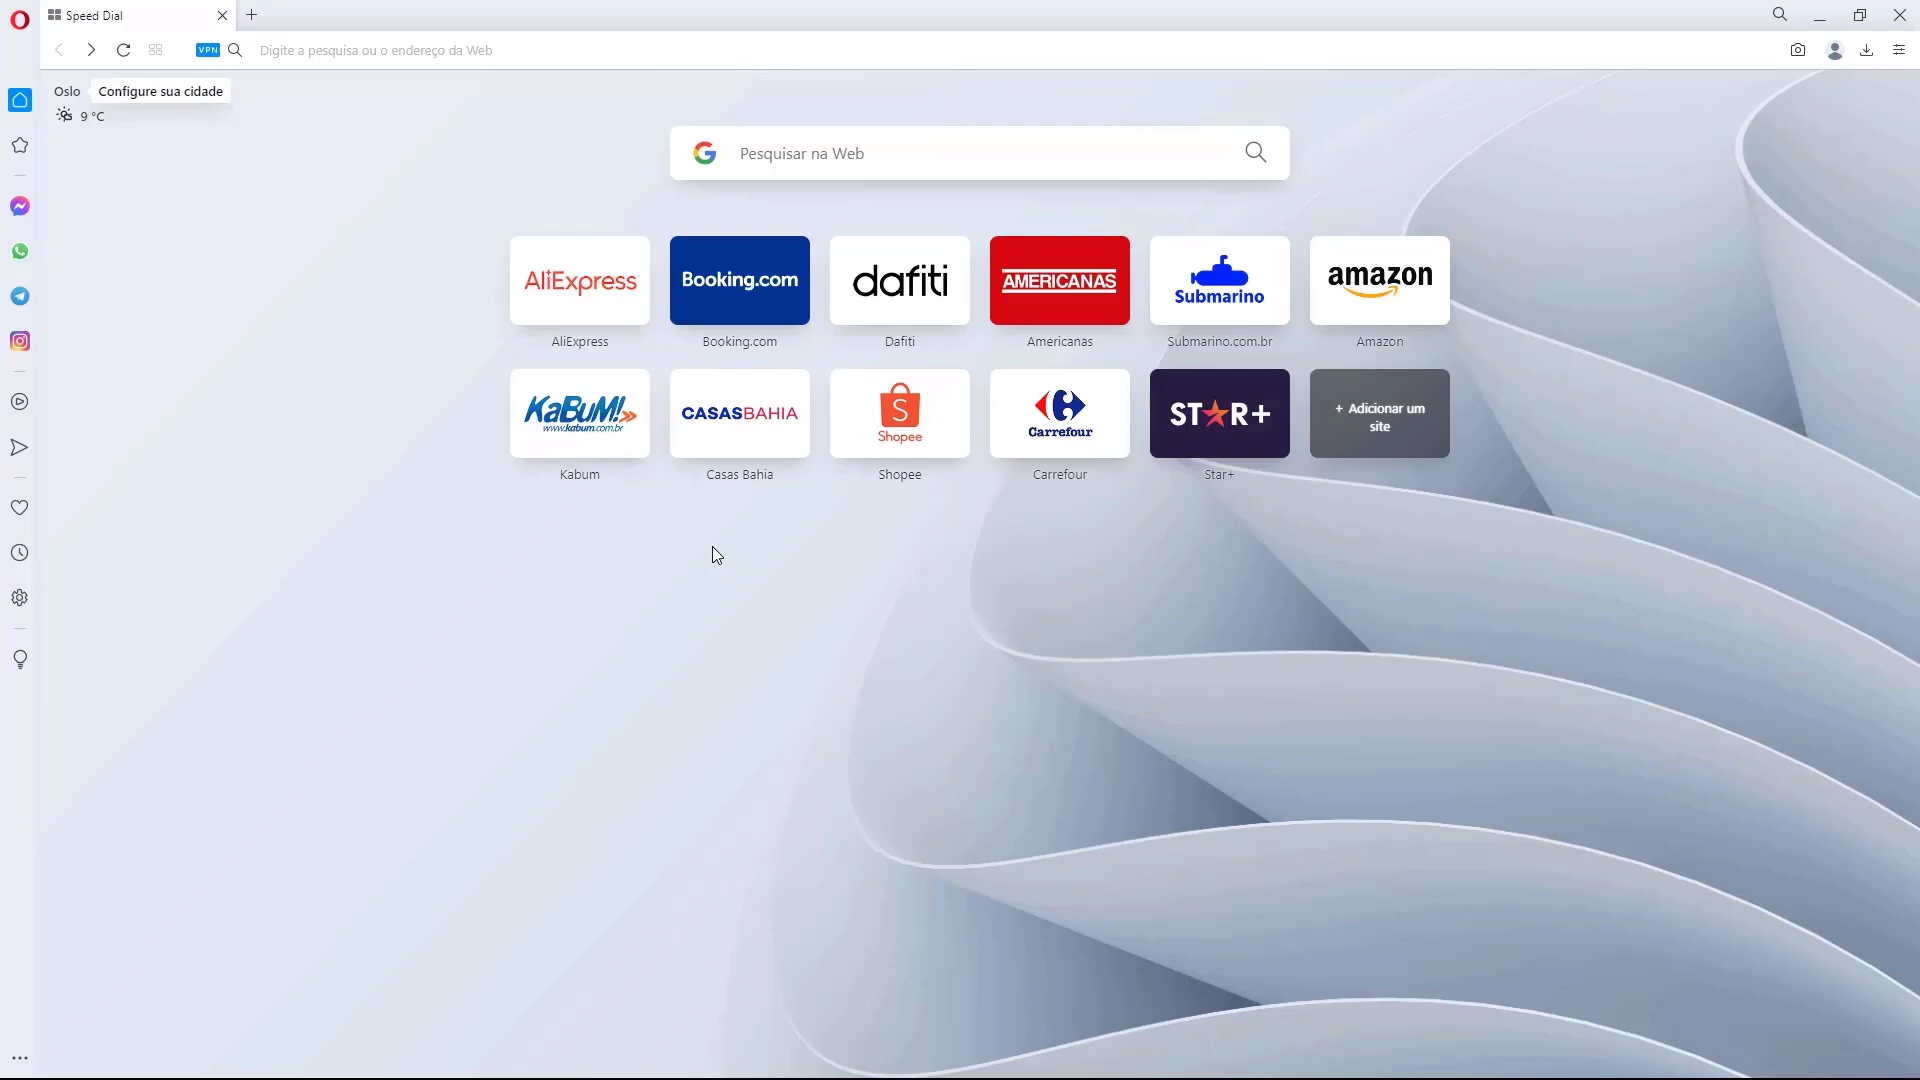 Speed Dial
VPN
Digite a pesquisa ou o endereço da Web
Oslo
Configure sua cidade
9 °C
Pesquisar na Web
AliExpress
Booking.com
dafiti
AMERICANAS
Submarino
amazon
AliExpress
Booking.com
Dafiti
Americanas
Submarino.com.br
Amazon
KaBuM!
www.kabum.com.br
CASASBAHIA
S
Shopee
Carrefour
ST★R+
+ Adicionar um
site
Kabum
Casas Bahia
Shopee
Carrefour
Star+